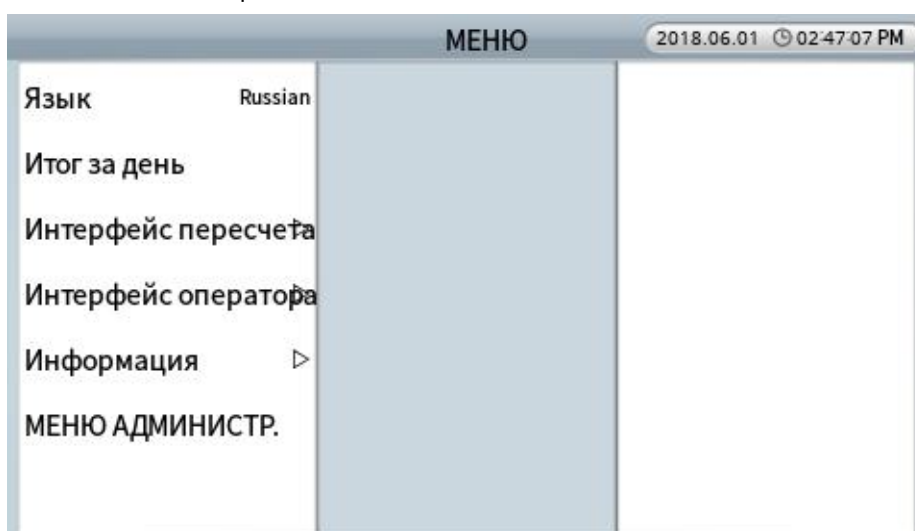 МЕНЮ
2018.06.01 02:47:07 PM
Язык Russian
Итог за день
Интерфейс пересчета
Интерфейс оператора
Информация
МЕНЮ АДМИНИСТР.